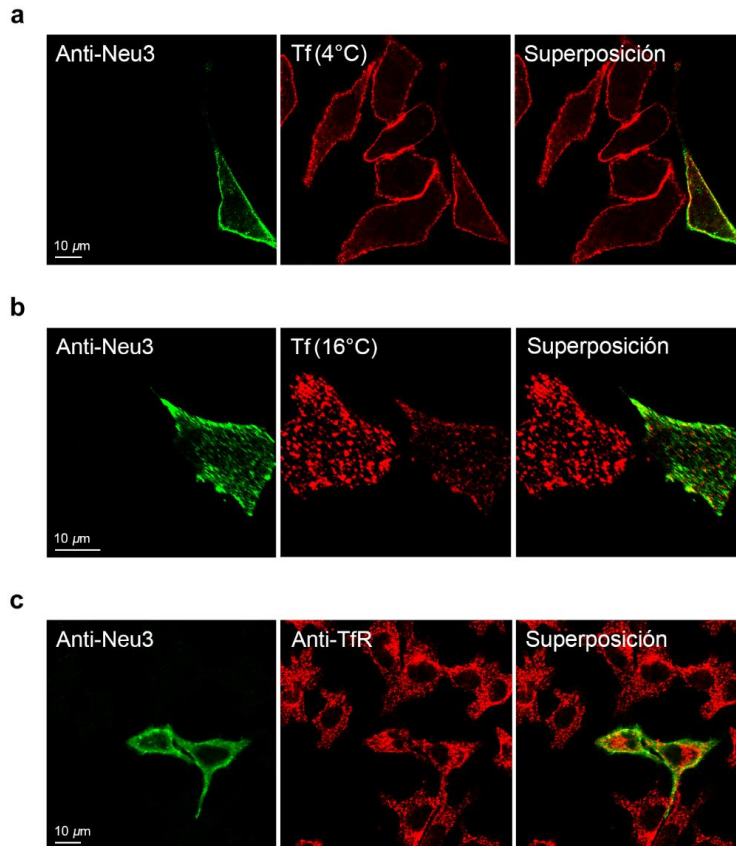 a
Anti-Neu3 Tf (4°C) Superposición
10 µm
b
Anti-Neu3 Tf (16°C) Superposición
10 µm
c
Anti-Neu3 Anti-TfR Superposición
10 µm